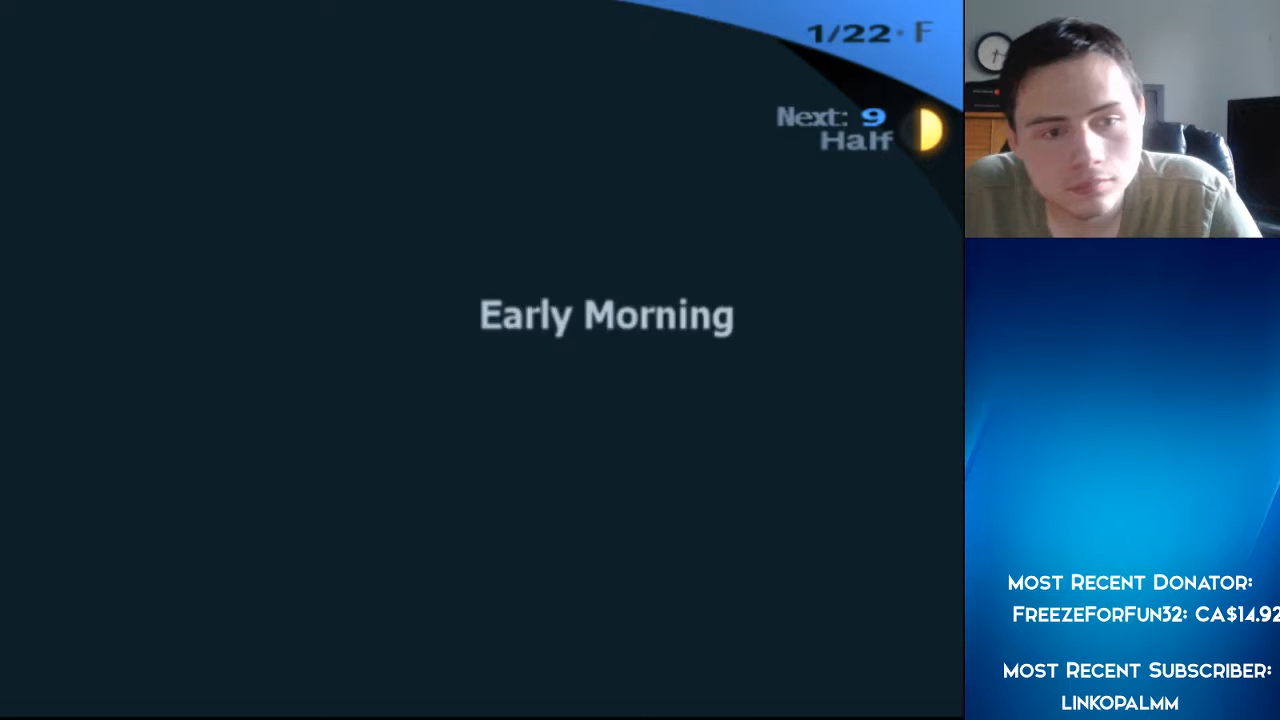 1/22 · F
Next: 9
Half
Early Morning
Most Recent Donator:
FreezeForFun32: CA$14.92
Most Recent Subscriber:
linkopalmm